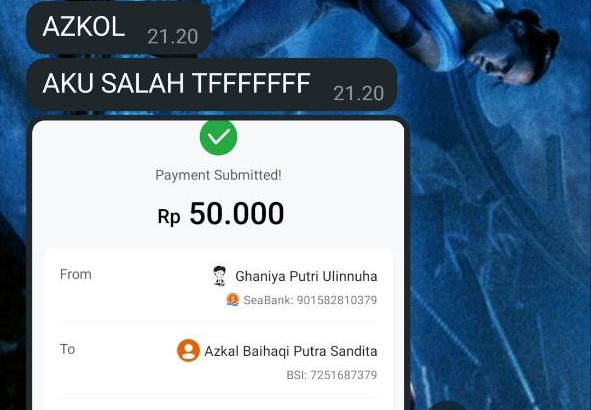 AZKOL 21.20
AKU SALAH TFFFFFFF 21.20
Payment Submitted!
Rp 50.000
From Ghaniya Putri Ulinnuha
SeaBank: 901582810379
To Azkal Baihaqi Putra Sandita
BSI: 7251687379